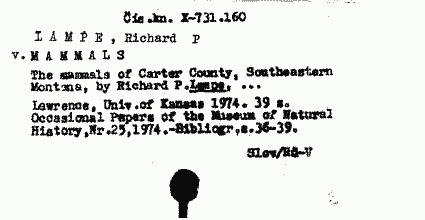 Čís.kn. X-731.160
LAMPE, Richard P
v.MAMMALS
The mammals of Carter County, Southeastern
Montana, by Richard P.Lampe, ...
Lawrence, Univ.of Kansas 1974. 39 s.
Occasional Papers of the Museum of Natural
History,Nr.25,1974.-Bibliogr,s.36-39.
Slov/Hš-V